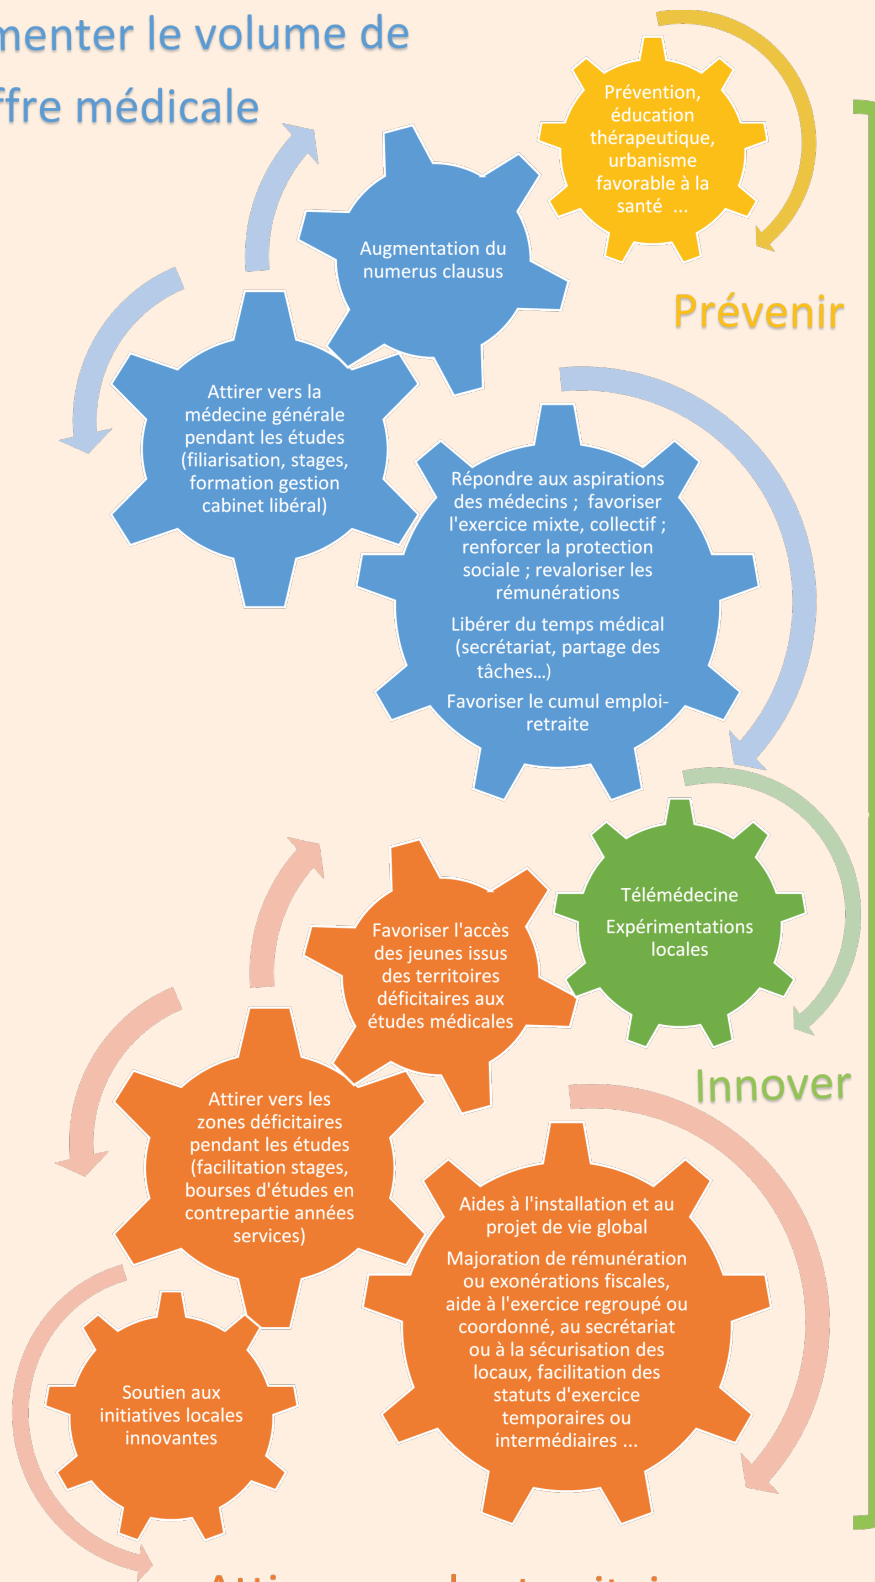 menter le volume de
ffre médicale
Prévention,
éducation
thérapeutique,
urbanisme
favorable à la
santé ...
Prévenir
Augmentation du
numerus clausus
Attirer vers la
médecine générale
pendant les études
(filiarisation, stages,
formation gestion
cabinet libéral)
Répondre aux aspirations
des médecins ; favoriser
l'exercice mixte, collectif ;
renforcer la protection
sociale ; revaloriser les
rémunérations
Libérer du temps médical
(secrétariat, partage des
tâches...)
Favoriser le cumul emploi-
retraite
Télémédecine
Expérimentations
locales
Innover
Favoriser l'accès
des jeunes issus
des territoires
déficitaires aux
études médicales
Attirer vers les
zones déficitaires
pendant les études
(facilitation stages,
bourses d'études en
contrepartie années
services)
Aides à l'installation et au
projet de vie global
Majoration de rémunération
ou exonérations fiscales,
aide à l'exercice regroupé ou
coordonné, au secrétariat
ou à la sécurisation des
locaux, facilitation des
statuts d'exercice
temporaires ou
intermédiaires ...
Soutien aux
initiatives locales
innovantes